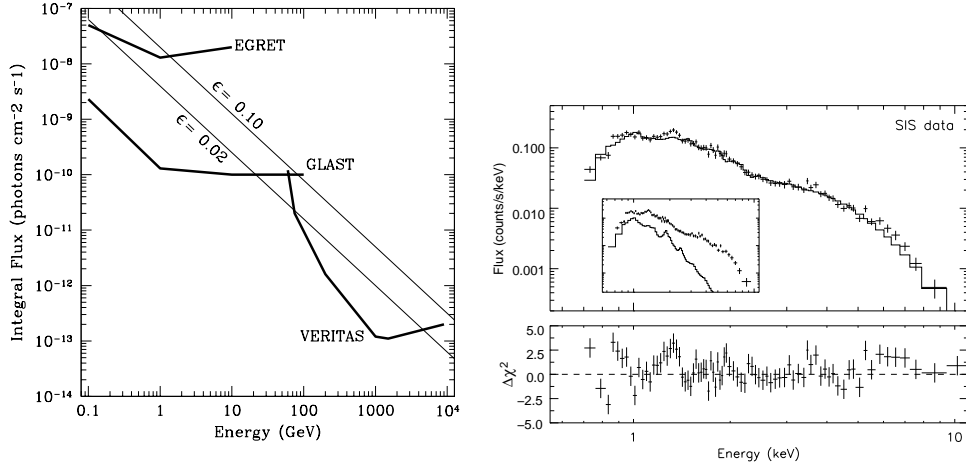 10⁻⁷
10⁻⁸
10⁻⁹
10⁻¹⁰
10⁻¹¹
10⁻¹²
10⁻¹³
10⁻¹⁴
Integral Flux (photons cm⁻² s⁻¹)
EGRET
ϵ= 0.10
ϵ= 0.02
GLAST
VERITAS
0.1 1 10 100 1000 10⁴
Energy (GeV)
SIS data
0.100
0.010
0.001
Flux (counts/s/keV)
5.0
2.5
0.0
−2.5
−5.0
Δχ²
1 10
Energy (keV)